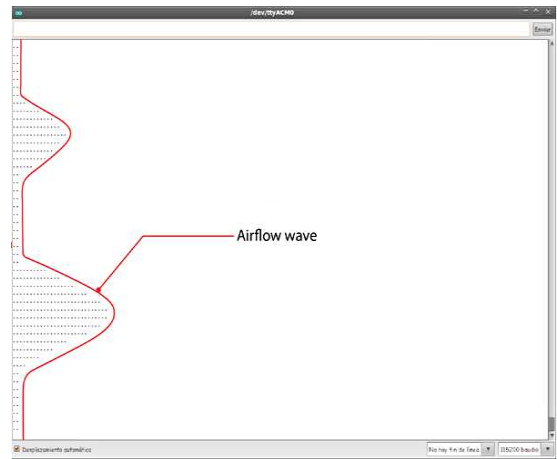 /dev/ttyACM0
Enviar
Airflow wave
Desplazamiento automático
No hay fin de línea
115200 baudio